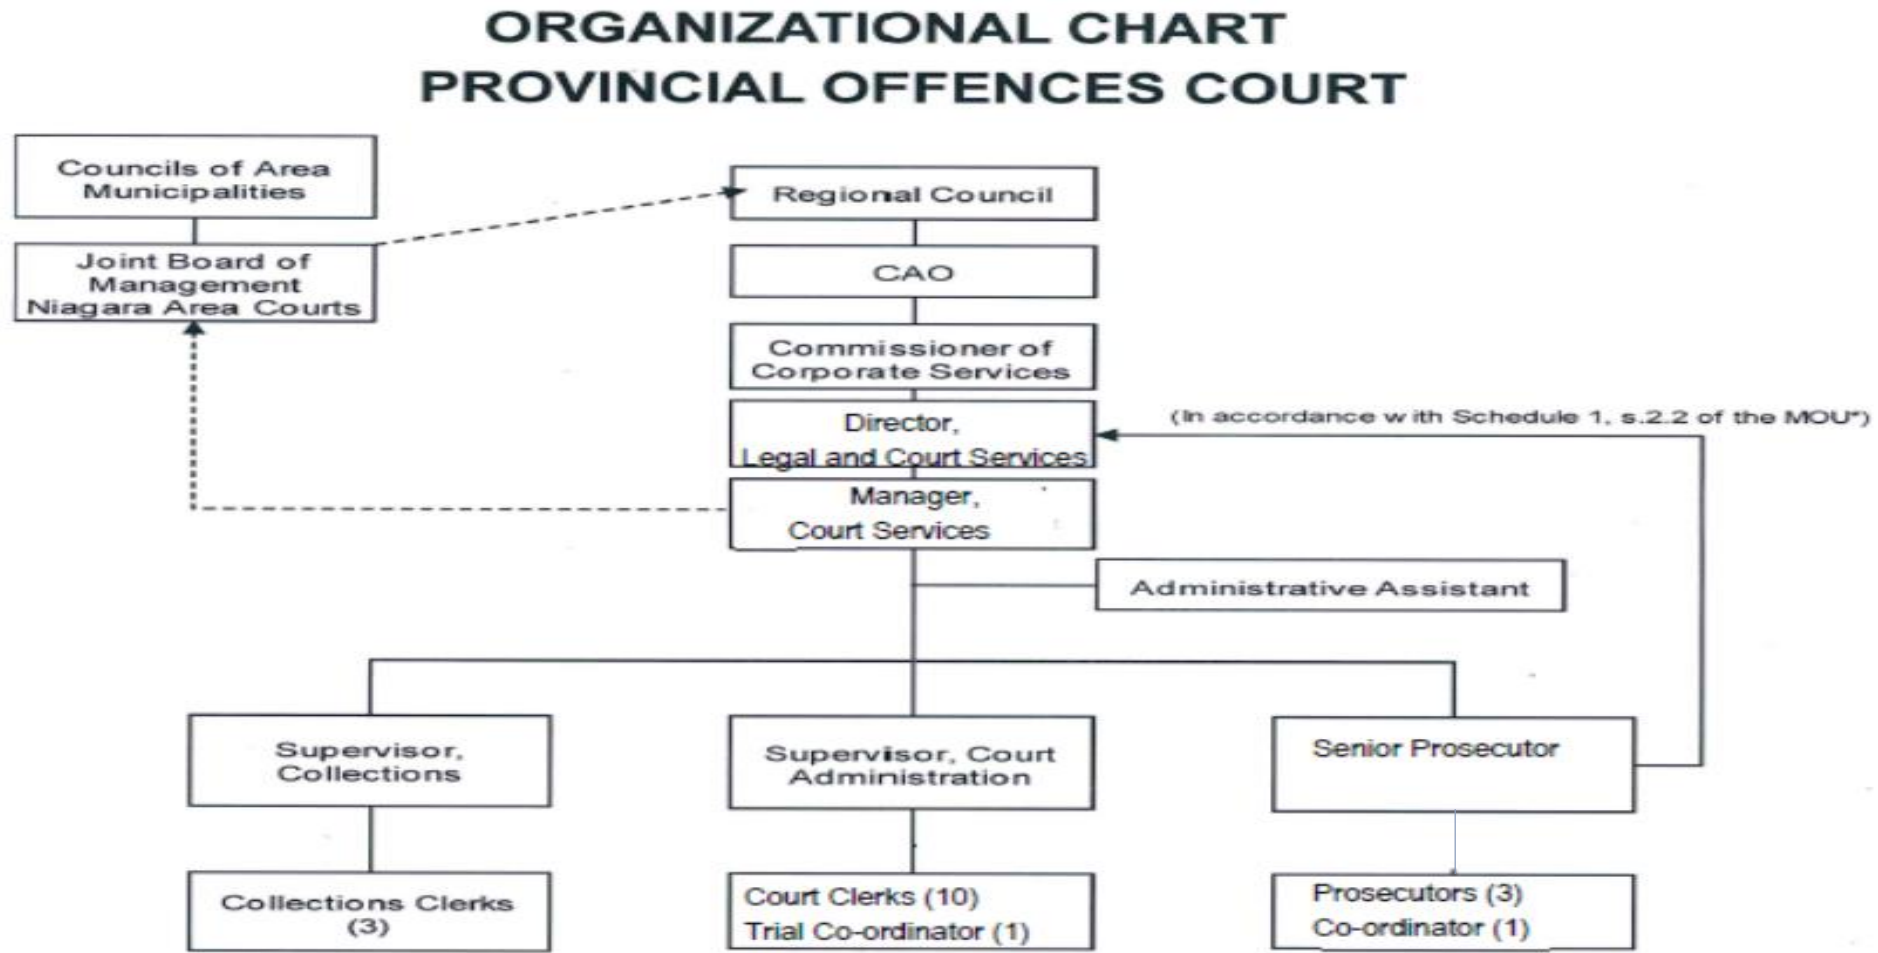 ORGANIZATIONAL CHART
PROVINCIAL OFFENCES COURT
Councils of Area
Municipalities
Joint Board of
Management
Niagara Area Courts
Regional Council
CAO
Commissioner of
Corporate Services
Director,
Legal and Court Services
(In accordance with Schedule 1, s.2.2 of the MOU*)
Manager,
Court Services
Administrative Assistant
Supervisor,
Collections
Supervisor, Court
Administration
Senior Prosecutor
Collections Clerks
(3)
Court Clerks (10)
Trial Co-ordinator (1)
Prosecutors (3)
Co-ordinator (1)